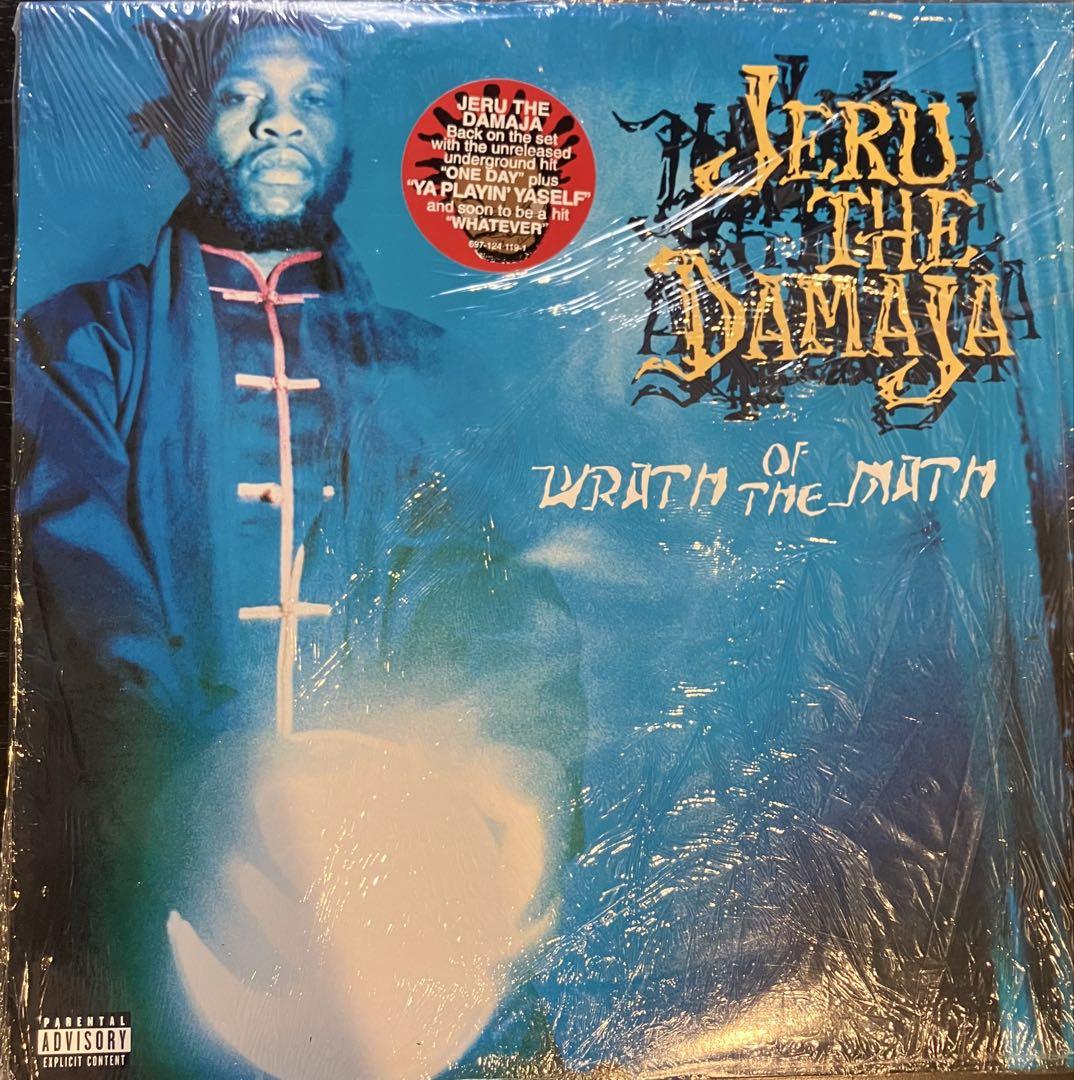 JERU THE
DAMAJA
Back on the set
with the unreleased
underground hit
"ONE DAY" plus
"YA PLAYIN' YASELF"
and soon to be a hit
"WHATEVER"
697-124 119-1
JERU
THE
DAMAJA
WRATH OF THE MATH
PARENTAL
ADVISORY
EXPLICIT CONTENT